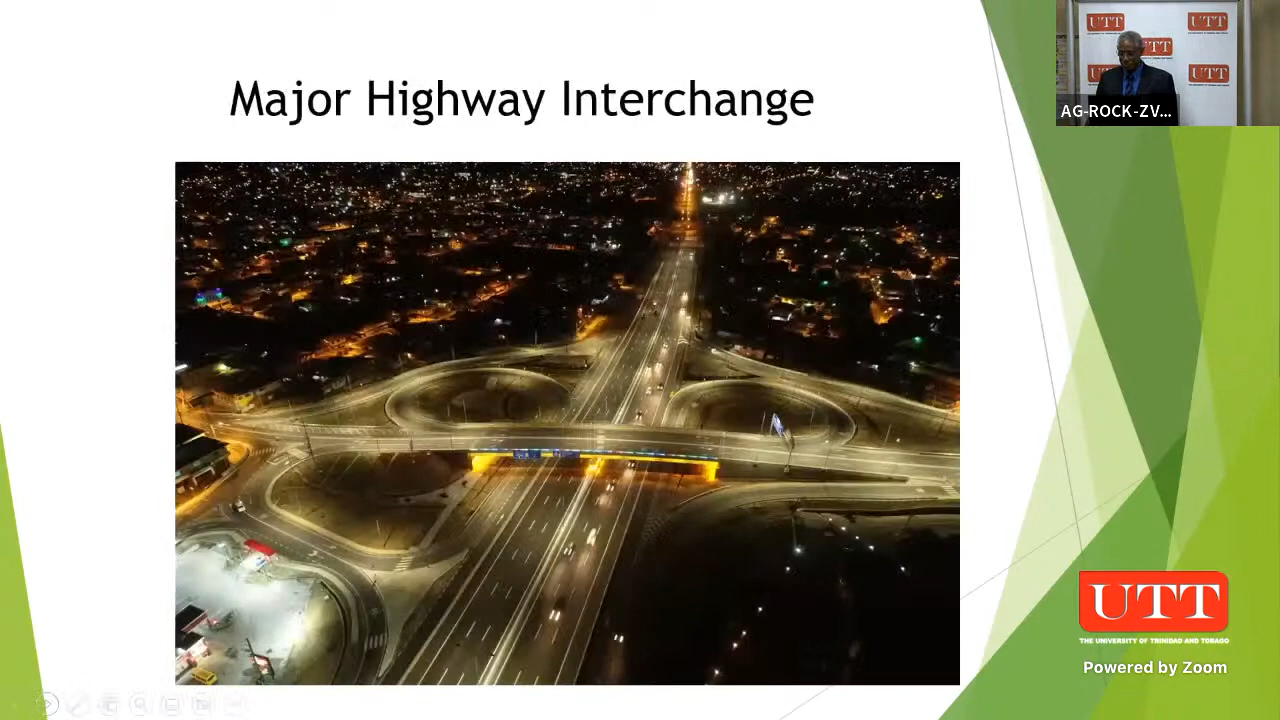 Major Highway Interchange
UTT
UTT
UTT
UTT
UTT
AG-ROCK-ZV...
UTT
THE UNIVERSITY OF TRINIDAD AND TOBAGO
Powered by Zoom